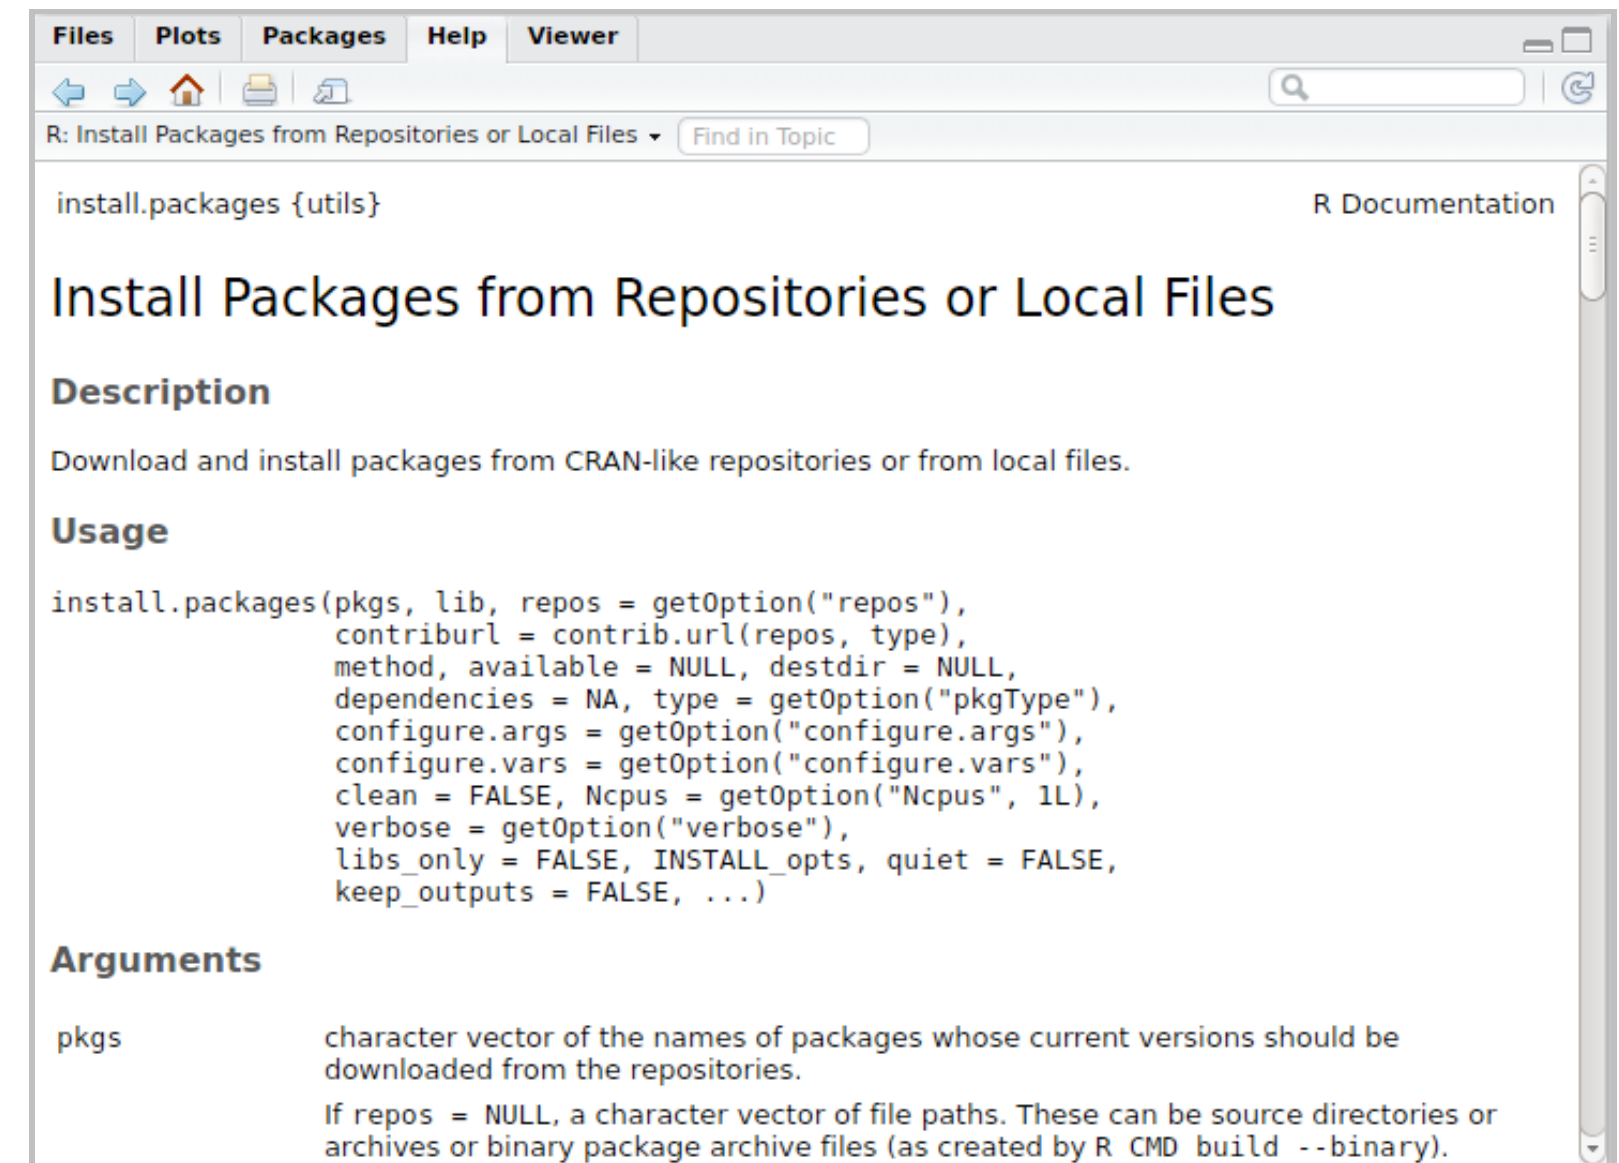 Files Plots Packages Help Viewer
R: Install Packages from Repositories or Local Files Find in Topic
install.packages {utils} R Documentation
Install Packages from Repositories or Local Files
Description
Download and install packages from CRAN-like repositories or from local files.
Usage
install.packages(pkgs, lib, repos = getOption("repos"),
contriburl = contrib.url(repos, type),
method, available = NULL, destdir = NULL,
dependencies = NA, type = getOption("pkgType"),
configure.args = getOption("configure.args"),
configure.vars = getOption("configure.vars"),
clean = FALSE, Ncpus = getOption("Ncpus", 1L),
verbose = getOption("verbose"),
libs_only = FALSE, INSTALL_opts, quiet = FALSE,
keep_outputs = FALSE, ...)
Arguments
pkgs character vector of the names of packages whose current versions should be
downloaded from the repositories.
If repos = NULL, a character vector of file paths. These can be source directories or
archives or binary package archive files (as created by R CMD build --binary).